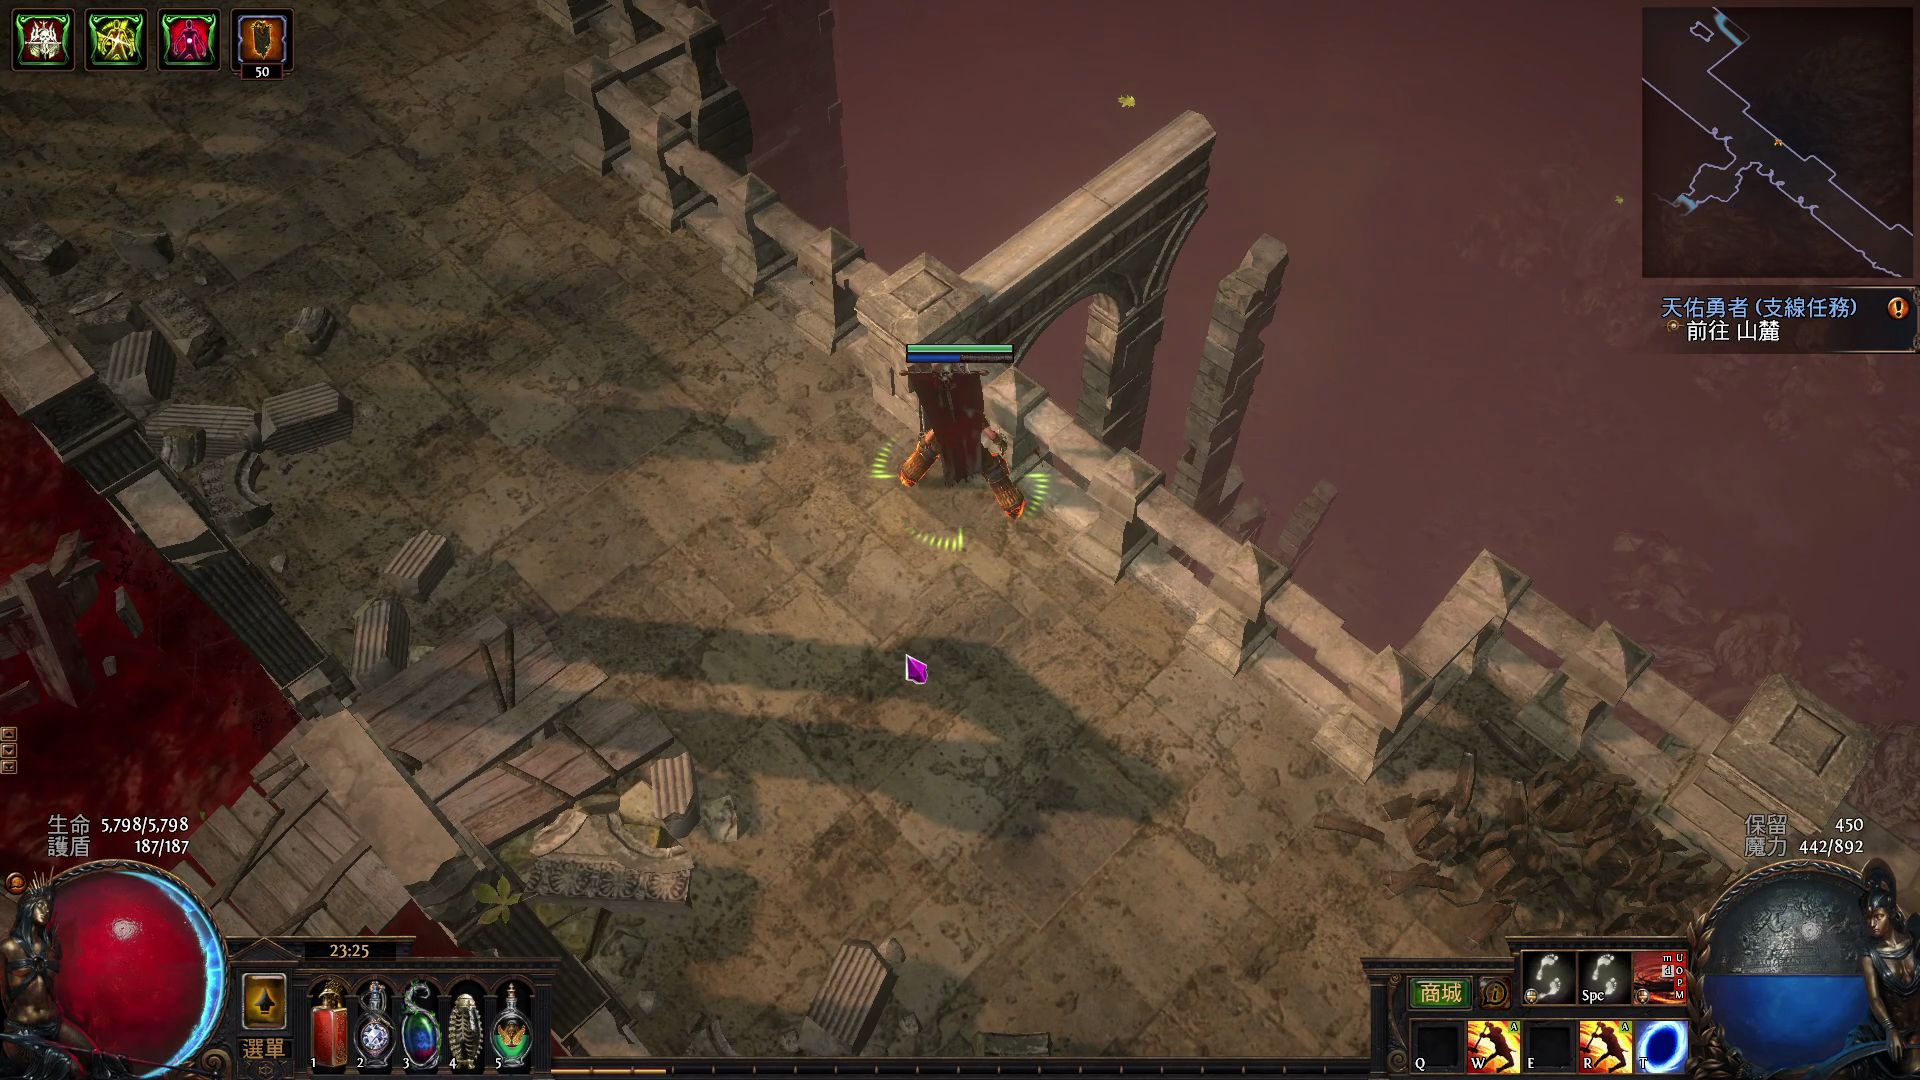 50
天佑勇者 (支線任務)
前往 山麓
生命 5,798/5,798
護盾 187/187
保留 450
魔力 442/892
23:25
選單
1 2 3 4 5
商城
Spc
Q W E R T
A A
m U
d O
P
M